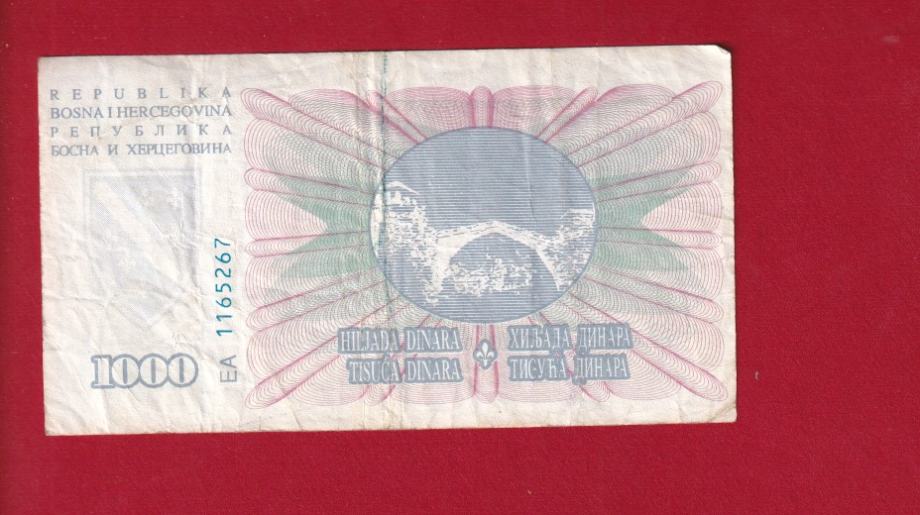 REPUBLIKA
BOSNA I HERCEGOVINA
РЕПУБЛИКА
БОСНА И ХЕРЦЕГОВИНА
1000
EA 1165267
HILJADA DINARA ХИЉАДА ДИНАРА
TISUĆA DINARA ТИСУЋА ДИНАРА